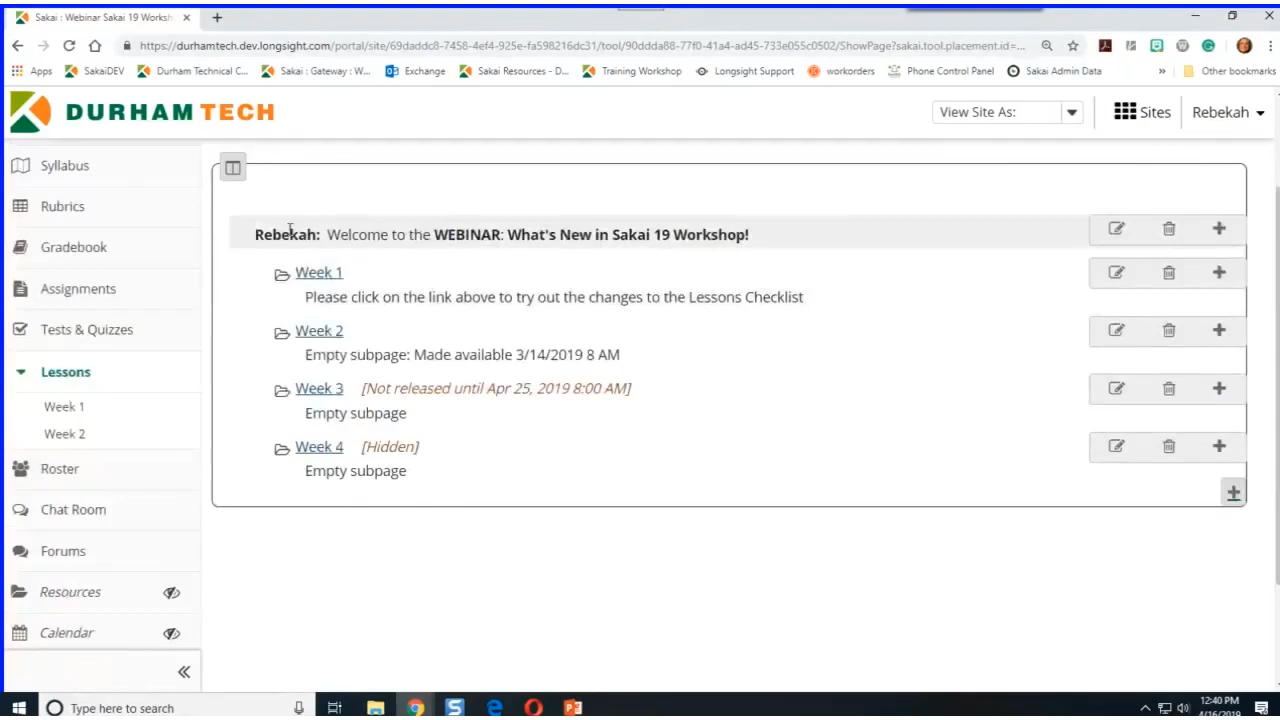 Sakai : Webinar Sakai 19 Worksh
https://durhamtech.dev.longsight.com/portal/site/69daddc8-7458-4ef4-925e-fa598216dc31/tool/90ddda88-77f0-41a4-ad45-733e055c0502/ShowPage?sakai.tool.placement.id=...
Apps SakaiDEV Durham Technical C... Sakai : Gateway : W... Exchange Sakai Resources - D... Training Workshop Longsight Support workorders Phone Control Panel Sakai Admin Data » Other bookmarks
DURHAM TECH
View Site As:
Sites
Rebekah
Syllabus
Rubrics
Gradebook
Assignments
Tests & Quizzes
Lessons
Week 1
Week 2
Roster
Chat Room
Forums
Resources
Calendar
Rebekah: Welcome to the WEBINAR: What's New in Sakai 19 Workshop!
Week 1
Please click on the link above to try out the changes to the Lessons Checklist
Week 2
Empty subpage: Made available 3/14/2019 8 AM
Week 3 [Not released until Apr 25, 2019 8:00 AM]
Empty subpage
Week 4 [Hidden]
Empty subpage
Type here to search
12:40 PM
4/16/2019